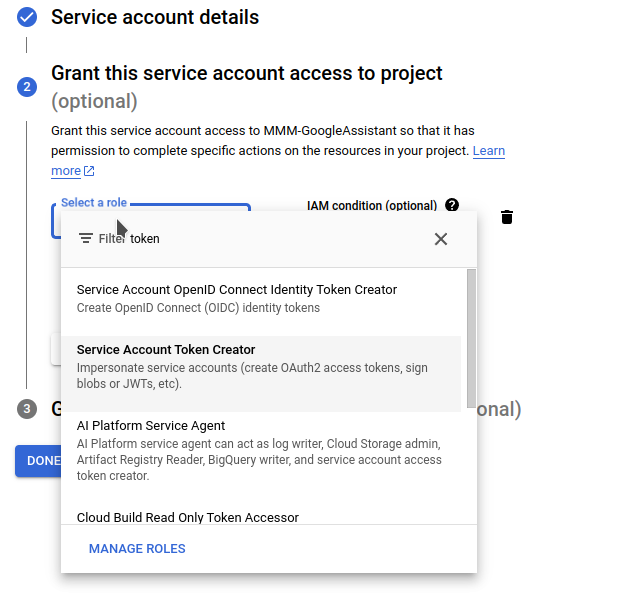 Service account details
2 Grant this service account access to project
(optional)
Grant this service account access to MMM-GoogleAssistant so that it has
permission to complete specific actions on the resources in your project. Learn
more
Select a role
IAM condition (optional) ?
Filter token
Service Account OpenID Connect Identity Token Creator
Create OpenID Connect (OIDC) identity tokens
Service Account Token Creator
Impersonate service accounts (create OAuth2 access tokens, sign
blobs or JWTs, etc).
3 G onal)
AI Platform Service Agent
AI Platform service agent can act as log writer, Cloud Storage admin,
Artifact Registry Reader, BigQuery writer, and service account access
token creator.
DONE
Cloud Build Read Only Token Accessor
MANAGE ROLES